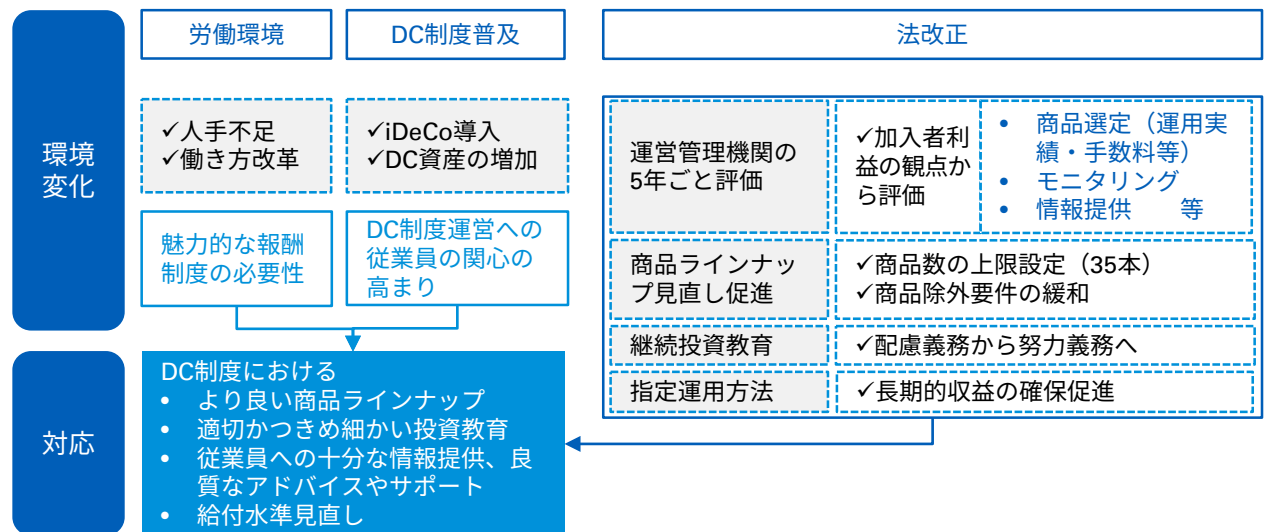 環境
変化
労働環境
DC制度普及
法改正
✓人手不足
✓働き方改革
✓iDeCo導入
✓DC資産の増加
魅力的な報酬
制度の必要性
DC制度運営への
従業員の関心の
高まり
運営管理機関の
5年ごと評価
✓加入者利
益の観点か
ら評価
• 商品選定（運用実
績・手数料等）
• モニタリング
• 情報提供 等
商品ラインナッ
プ見直し促進
✓商品数の上限設定（35本）
✓商品除外要件の緩和
継続投資教育
✓配慮義務から努力義務へ
指定運用方法
✓長期的収益の確保促進
対応
DC制度における
• より良い商品ラインナップ
• 適切かつきめ細かい投資教育
• 従業員への十分な情報提供、良
質なアドバイスやサポート
• 給付水準見直し